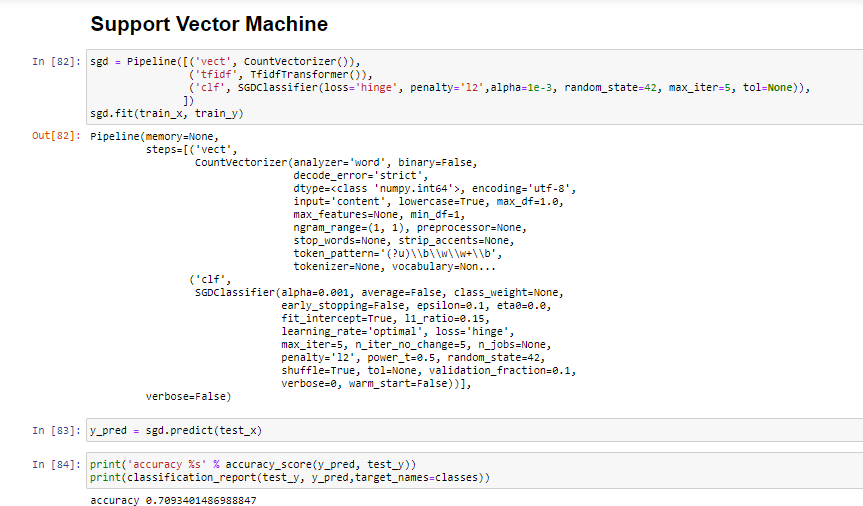 Support Vector Machine
In [82]: sgd = Pipeline([('vect', CountVectorizer()),
('tfidf', TfidfTransformer()),
('clf', SGDClassifier(loss='hinge', penalty='l2',alpha=1e-3, random_state=42, max_iter=5, tol=None)),
])
sgd.fit(train_x, train_y)
Out[82]: Pipeline(memory=None,
steps=[('vect',
CountVectorizer(analyzer='word', binary=False,
decode_error='strict',
dtype=<class 'numpy.int64'>, encoding='utf-8',
input='content', lowercase=True, max_df=1.0,
max_features=None, min_df=1,
ngram_range=(1, 1), preprocessor=None,
stop_words=None, strip_accents=None,
token_pattern='(?u)\\b\\w\\w+\\b',
tokenizer=None, vocabulary=Non...
('clf',
SGDClassifier(alpha=0.001, average=False, class_weight=None,
early_stopping=False, epsilon=0.1, eta0=0.0,
fit_intercept=True, l1_ratio=0.15,
learning_rate='optimal', loss='hinge',
max_iter=5, n_iter_no_change=5, n_jobs=None,
penalty='l2', power_t=0.5, random_state=42,
shuffle=True, tol=None, validation_fraction=0.1,
verbose=0, warm_start=False))],
verbose=False)
In [83]: y_pred = sgd.predict(test_x)
In [84]: print('accuracy %s' % accuracy_score(y_pred, test_y))
print(classification_report(test_y, y_pred,target_names=classes))
accuracy 0.7093401486988847